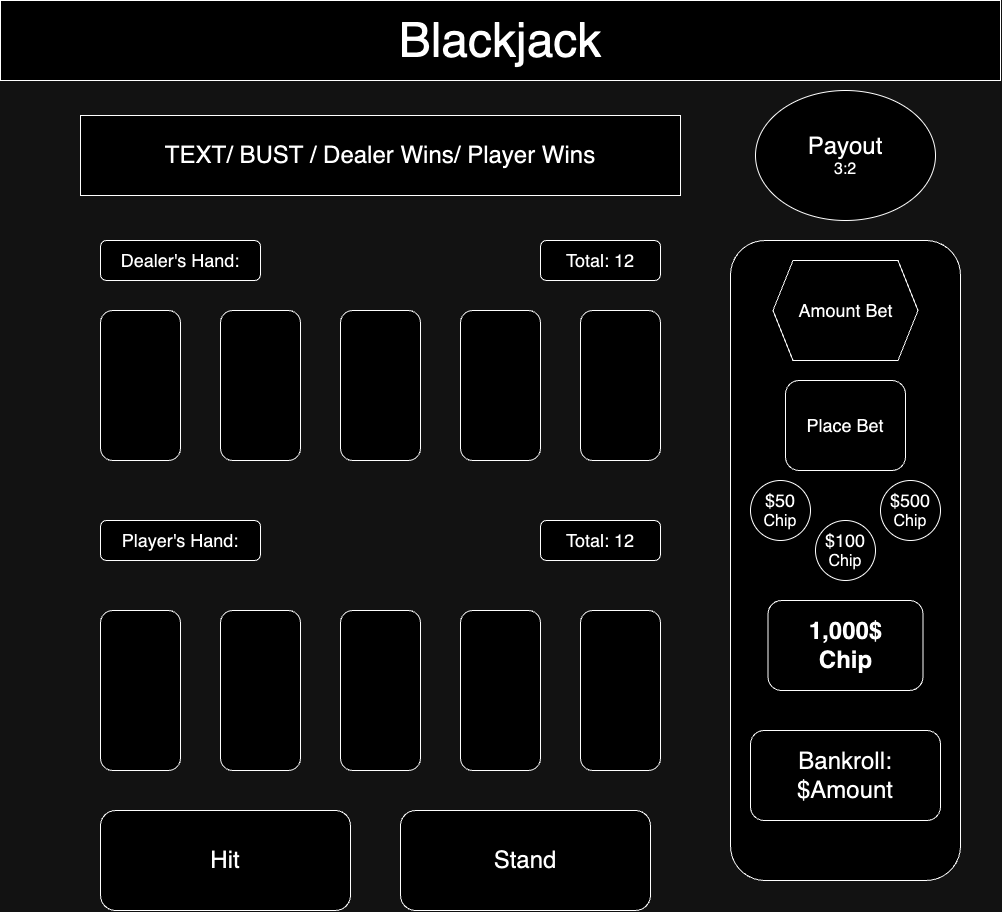 Blackjack
TEXT/ BUST / Dealer Wins/ Player Wins
Payout
3:2
Dealer's Hand:
Total: 12
Amount Bet
Place Bet
$50
Chip
$500
Chip
$100
Chip
Player's Hand:
Total: 12
1,000$
Chip
Bankroll:
$Amount
Hit
Stand